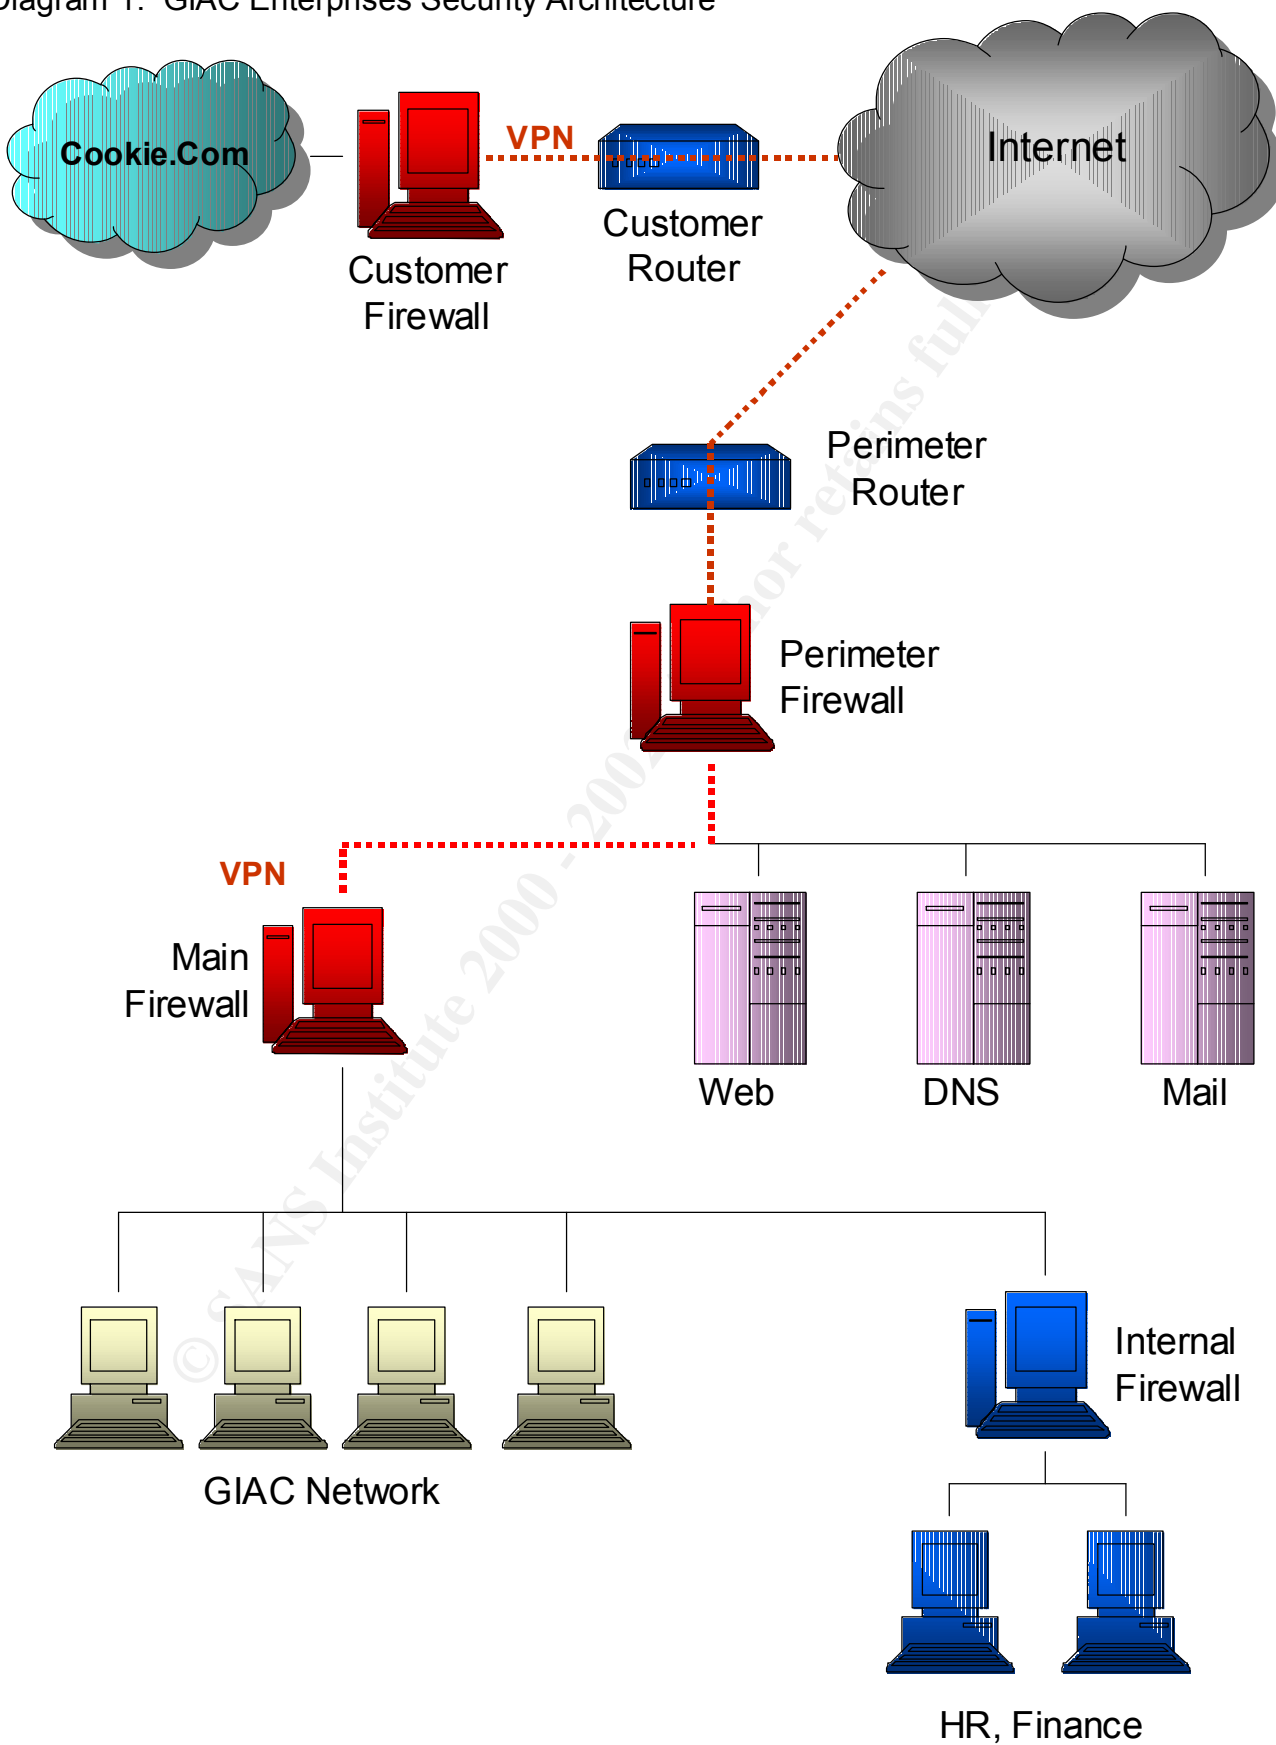 Diagram 1: GIAC Enterprises Security Architecture
Cookie.Com
VPN
Internet
Customer
Router
Customer
Firewall
Perimeter
Router
Perimeter
Firewall
VPN
Main
Firewall
Web
DNS
Mail
Internal
Firewall
GIAC Network
HR, Finance
© SANS Institute 2000 - 2002
hor retains full